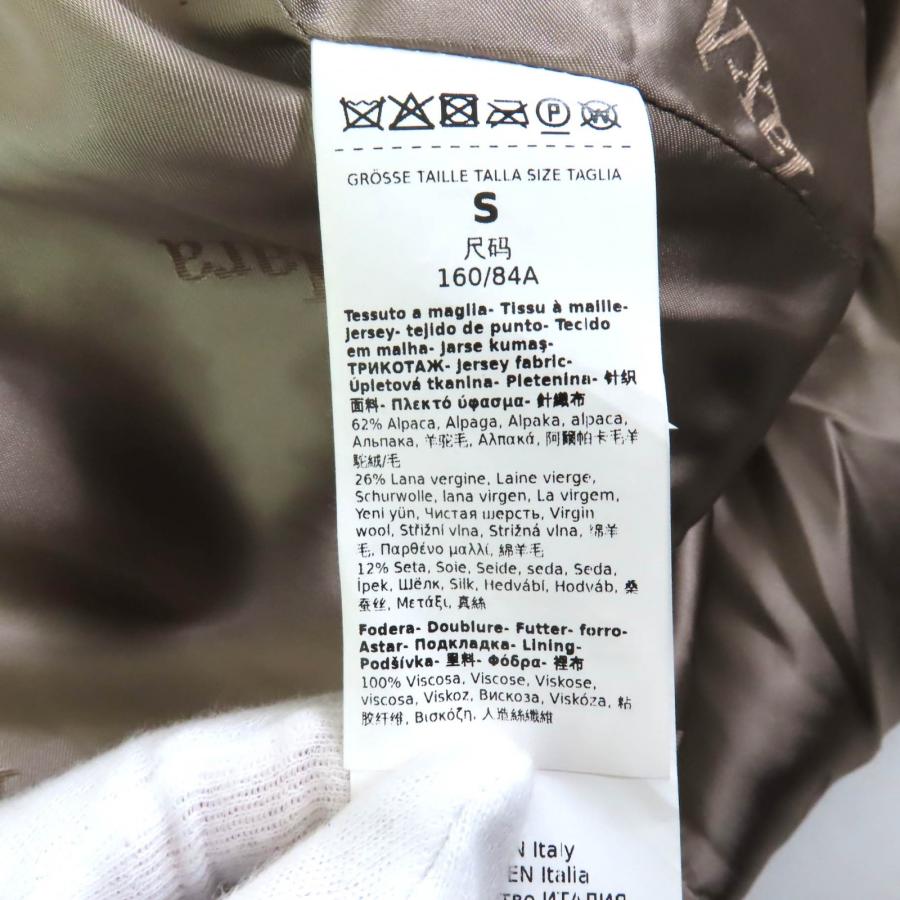 Max
Mara
P W
GRÖSSE TAILLE TALLA SIZE TAGLIA
S
尺码
160/84A
Tessuto a maglia- Tissu à maille-
Jersey- tejido de punto- Tecido
em malha- Jarse kumaş-
ТРИКОТАЖ- Jersey fabric-
Úpletová tkanina- Pletenina- 针织
面料- Πλεκτό ύφασμα- 針織布
62% Alpaca, Alpaga, Alpaka, alpaca,
Альпака, 羊驼毛, Αλπακά, 阿爾帕卡毛羊
駝絨/毛
26% Lana vergine, Laine vierge,
Schurwolle, lana virgen, La virgem,
Yeni yün, Чистая шерсть, Virgin
wool, Střižní vlna, Strižná vlna, 绵羊
毛, Παρθένο μαλλί, 綿羊毛
12% Seta, Soie, Seide, seda, Seda,
İpek, Шёлк, Silk, Hedvábí, Hodváb, 桑
蚕丝, Μετάξι, 真絲
Fodera- Doublure- Futter- forro-
Astar- Подкладка- Lining-
Podšívka- 里料- Φόδρα- 裡布
100% Viscosa, Viscose, Viskose,
viscosa, Viskoz, Вискоза, Viskóza, 粘
胶纤维, Βισκόζη, 人造絲纖維
N Italy
EN Italia
ИТАЛИЯ